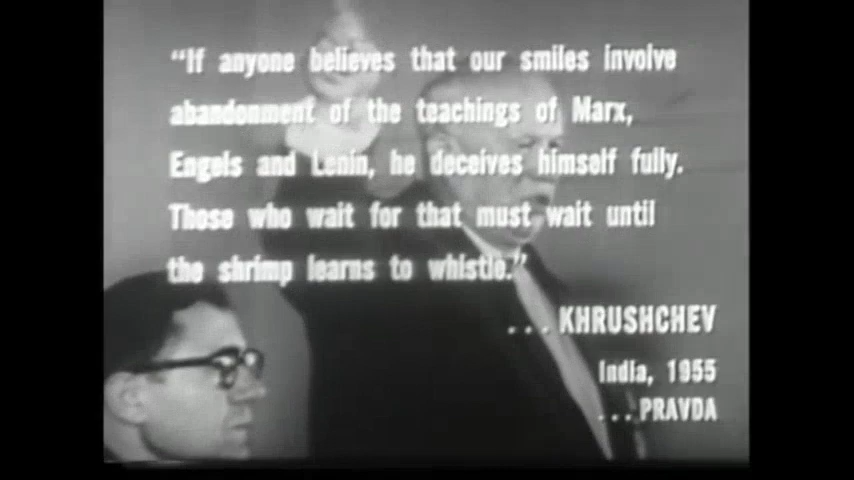 “If anyone believes that our smiles involve
abandonment of the teachings of Marx,
Engels and Lenin, he deceives himself fully.
Those who wait for that must wait until
the shrimp learns to whistle.”
...KHRUSHCHEV
India, 1955
...PRAVDA